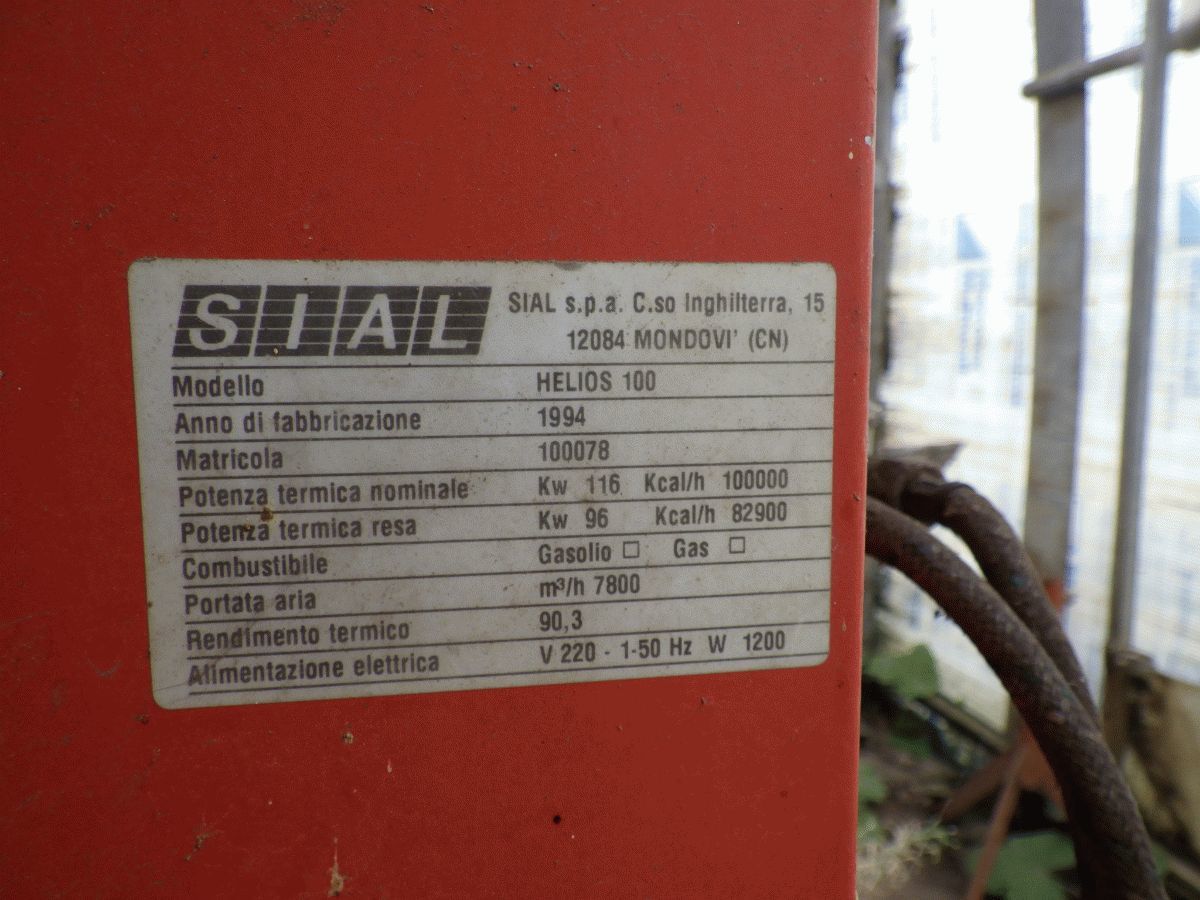 SIAL SIAL s.p.a. C.so Inghilterra, 15
12084 MONDOVI' (CN)
Modello HELIOS 100
Anno di fabbricazione 1994
Matricola 100078
Potenza termica nominale Kw 116 Kcal/h 100000
Potenza termica resa Kw 96 Kcal/h 82900
Combustibile Gasolio □ Gas □
Portata aria m³/h 7800
Rendimento termico 90,3
Alimentazione elettrica V 220 - 1-50 Hz W 1200